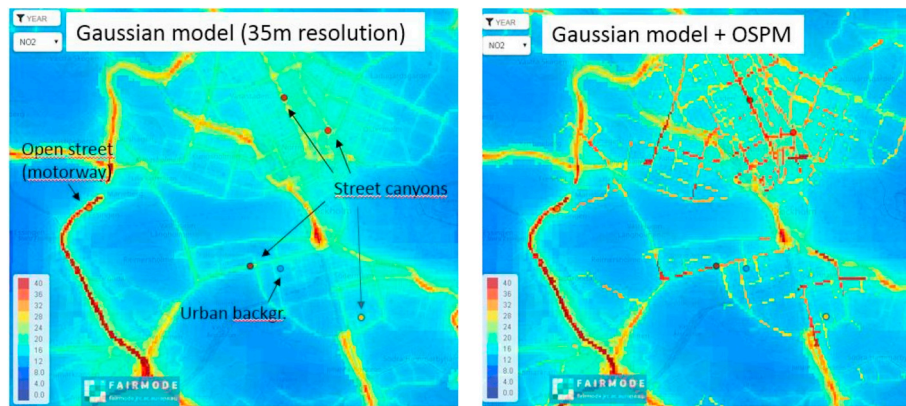 YEAR
NO2
Gaussian model (35m resolution)
Open street
(motorway)
Street canyons
Urban backgr.
40
36
32
28
24
20
16
12
8.0
4.0
0.0
FAIRMODE
YEAR
NO2
Gaussian model + OSPM
40
36
32
28
24
20
16
12
8.0
4.0
0.0
FAIRMODE